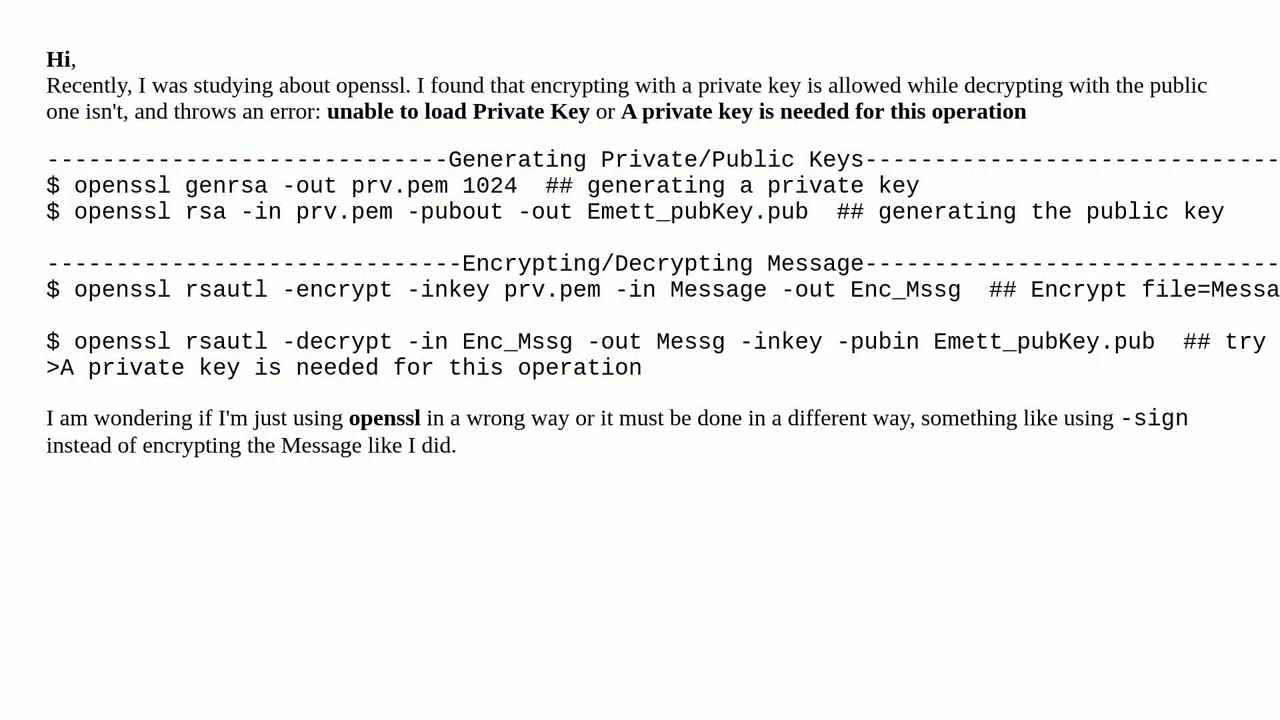 Hi,
Recently, I was studying about openssl. I found that encrypting with a private key is allowed while decrypting with the public
one isn't, and throws an error: unable to load Private Key or A private key is needed for this operation
-----------------------------Generating Private/Public Keys------------------------------
$ openssl genrsa -out prv.pem 1024  ## generating a private key
$ openssl rsa -in prv.pem -pubout -out Emett_pubKey.pub  ## generating the public key
------------------------------Encrypting/Decrypting Message------------------------------
$ openssl rsautl -encrypt -inkey prv.pem -in Message -out Enc_Mssg  ## Encrypt file=Messa
$ openssl rsautl -decrypt -in Enc_Mssg -out Messg -inkey -pubin Emett_pubKey.pub  ## try
>A private key is needed for this operation
I am wondering if I'm just using openssl in a wrong way or it must be done in a different way, something like using -sign
instead of encrypting the Message like I did.